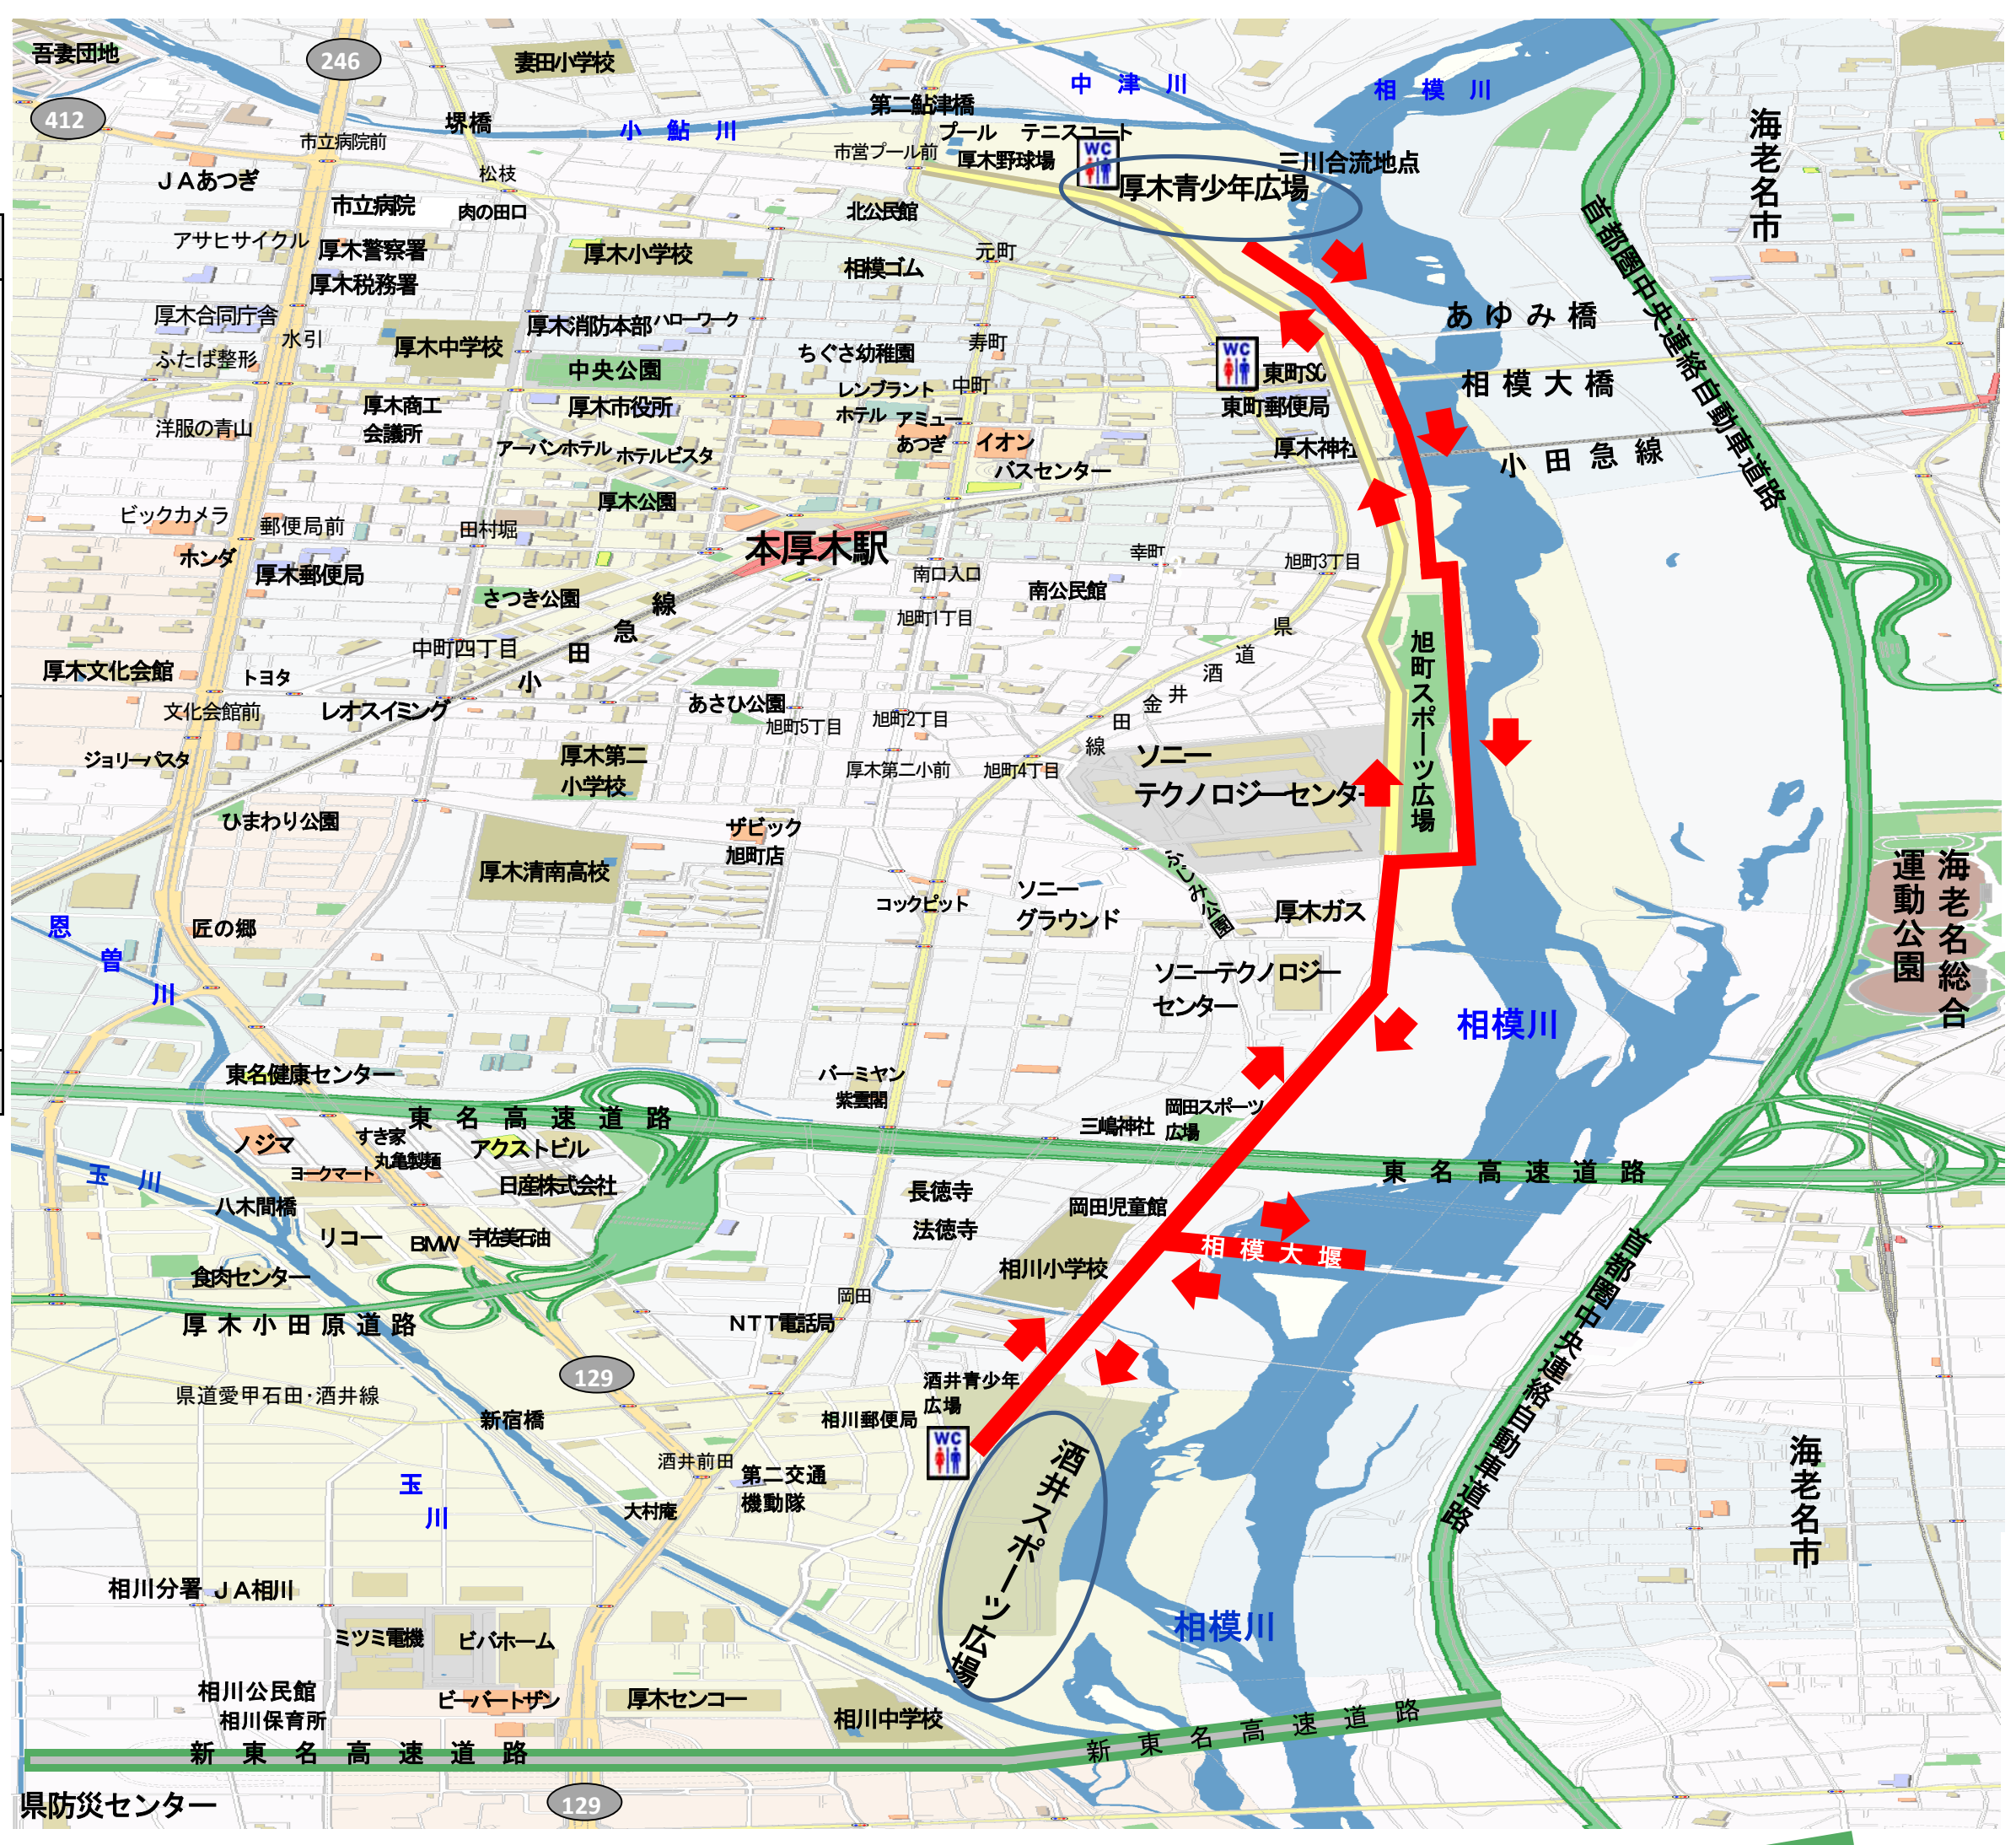 吾妻団地
246
妻田小学校
中津川
相模川
412
堺橋
小鮎川
第二鮎津橋
プール　テニスコート
市立病院前
市営プール前
厚木野球場
WC
三川合流地点
海老名市
松枝
JAあつぎ
厚木青少年広場
市立病院
肉の田口
北公民館
アサヒサイクル
厚木警察署
厚木小学校
元町
相模ゴム
厚木税務署
首都圏中央連絡自動車道路
厚木合同庁舎
厚木消防本部
ハローワーク
あゆみ橋
水引
厚木中学校
寿町
ふたば整形
ちぐさ幼稚園
WC
東町SC
中央公園
レンブラント
ホテル
中町
相模大橋
厚木商工
会議所
厚木市役所
東町郵便局
アミュー
あつぎ
洋服の青山
イオン
アーバンホテル
ホテルビスタ
厚木神社
小田急線
バスセンター
厚木公園
ビックカメラ
郵便局前
田村堀
本厚木駅
ホンダ
厚木郵便局
幸町
旭町3丁目
南口入口
南公民館
さつき公園
旭町1丁目
小田急線
中町四丁目
県道酒井金田線
旭町スポーツ広場
厚木文化会館
トヨタ
文化会館前
レオスイミング
あさひ公園
旭町5丁目
旭町2丁目
ジョリーパスタ
厚木第二
小学校
厚木第二小前
旭町4丁目
ソニー
テクノロジーセンター
ひまわり公園
ザビック
旭町店
厚木清南高校
ふじみ公園
海老名総合
運動公園
コックピット
ソニー
グラウンド
厚木ガス
恩曽川
匠の郷
ソニーテクノロジー
センター
相模川
東名健康センター
バーミヤン
紫雲閣
東名高速道路
三嶋神社
岡田スポーツ
広場
ノジマ
すき家
丸亀製麺
アクストビル
ヨークマート
玉川
日産株式会社
東名高速道路
長徳寺
岡田児童館
八木間橋
法徳寺
リコー
BMW
宇佐美石油
相模大堰
首都圏中央連絡自動車道路
食肉センター
相川小学校
岡田
厚木小田原道路
NTT電話局
129
酒井青少年
広場
県道愛甲石田・酒井線
新宿橋
相川郵便局
WC
酒井スポーツ広場
海老名市
酒井前田
第二交通
機動隊
玉川
大村庵
相川分署
JA相川
ミツミ電機
ビバホーム
相模川
相川公民館
相川保育所
ビーバートザン
厚木センコー
相川中学校
新東名高速道路
新東名高速道路
県防災センター
129